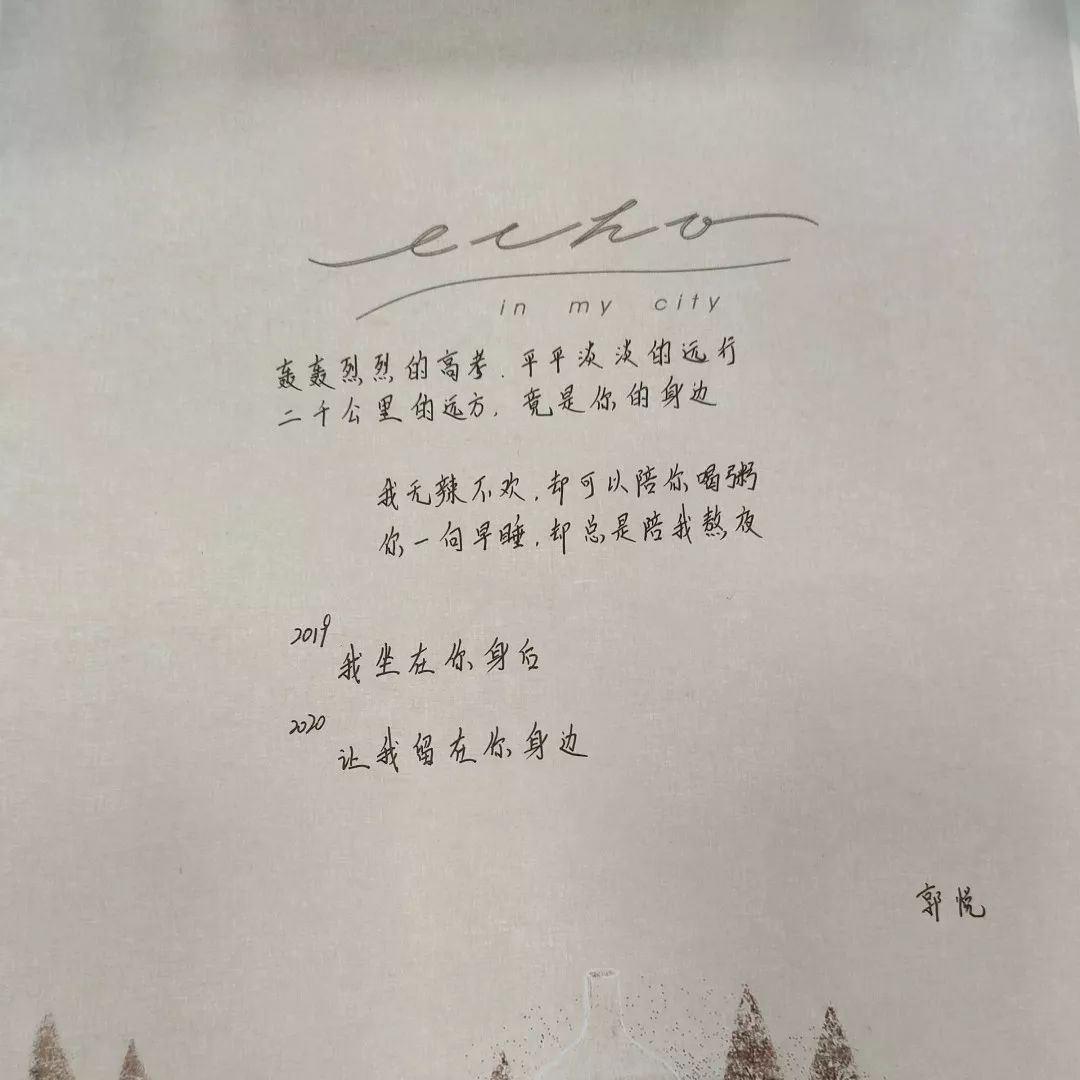 echo
in my city
轰轰烈烈的高考.平平淡淡的远行
二千公里的远方,竟是你的身边
我无辣不欢,却可以陪你喝粥
你一向早睡,却总是陪我熬夜
2019
我坐在你身后
2020
让我留在你身边
郭悦